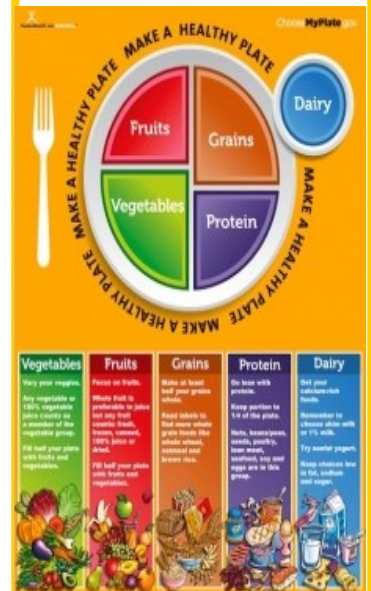 ChooseMyPlate.gov
MAKE A HEALTHY PLATE
MAKE A HEALTHY PLATE
MAKE A HEALTHY PLATE
MAKE A HEALTHY PLATE
Fruits
Grains
Dairy
Vegetables
Protein
Vegetables
Vary your veggies.
Any vegetable or
100% vegetable
juice counts as
a member of the
vegetable group.
Fill half your plate
with fruits and
vegetables.
Fruits
Focus on fruits.
Whole fruit is
preferable to juice
but any fruit
counts: fresh,
frozen, canned,
100% juice or
dried.
Fill half your plate
with fruits and
vegetables.
Grains
Make at least
half your grains
whole.
Read labels to
find more whole
grain foods like
whole wheat,
oatmeal and
brown rice.
Protein
Go lean with
protein.
Keep portion to
1/4 of the plate.
Nuts, beans/peas,
seeds, poultry,
lean meat,
seafood, soy and
eggs are in this
group.
Dairy
Get your
calcium-rich
foods.
Remember to
choose skim milk
or 1% milk.
Try nonfat yogurt.
Keep choices low
in fat, sodium
and sugar.